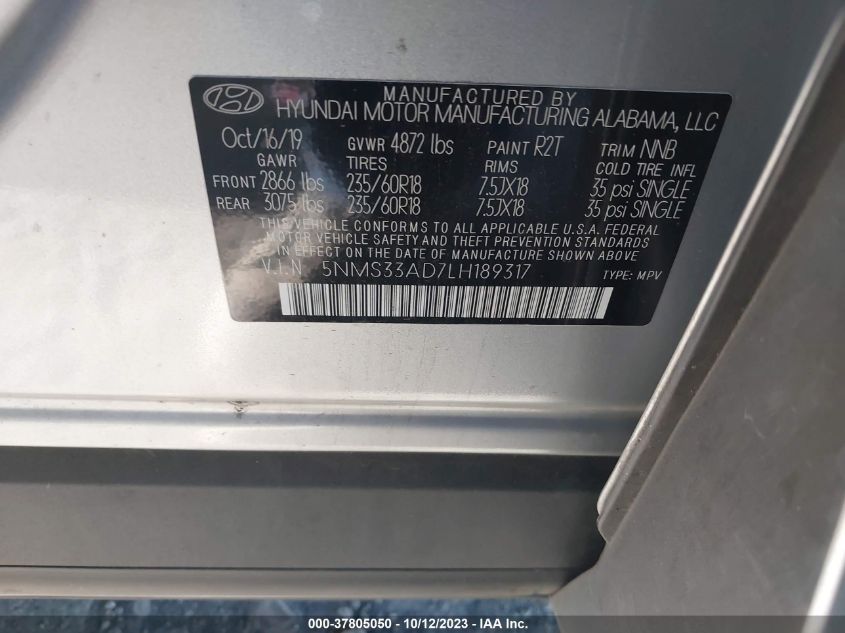 MANUFACTURED BY
HYUNDAI MOTOR MANUFACTURING ALABAMA, LLC
Oct/16/19 GVWR 4872 lbs PAINT R2T TRIM NNB
GAWR TIRES RIMS COLD TIRE INFL
FRONT 2866 lbs 235/60R18 7.5JX18 35 psi SINGLE
REAR 3075 lbs 235/60R18 7.5JX18 35 psi SINGLE
THIS VEHICLE CONFORMS TO ALL APPLICABLE U.S.A. FEDERAL
MOTOR VEHICLE SAFETY AND THEFT PREVENTION STANDARDS
IN EFFECT ON THE DATE OF MANUFACTURE SHOWN ABOVE
V.I.N. 5NMS33AD7LH189317 TYPE: MPV
000-37805050 - 10/12/2023 - IAA Inc.